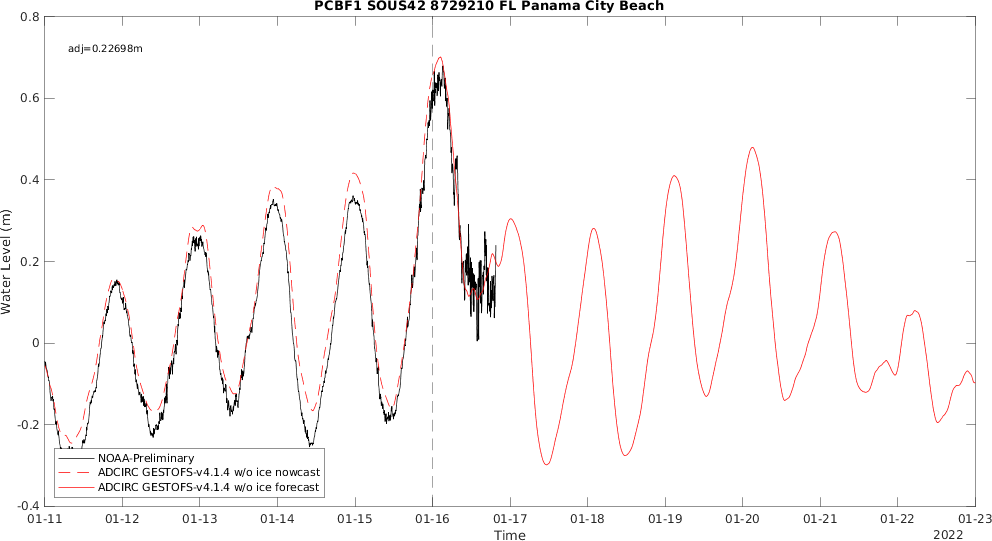 PCBF1 SOUS42 8729210 FL Panama City Beach
adj=0.22698m
Water Level (m)
0.8
0.6
0.4
0.2
0
-0.2
-0.4
NOAA-Preliminary
ADCIRC GESTOFS-v4.1.4 w/o ice nowcast
ADCIRC GESTOFS-v4.1.4 w/o ice forecast
01-11 01-12 01-13 01-14 01-15 01-16 01-17 01-18 01-19 01-20 01-21 01-22 01-23
Time
2022